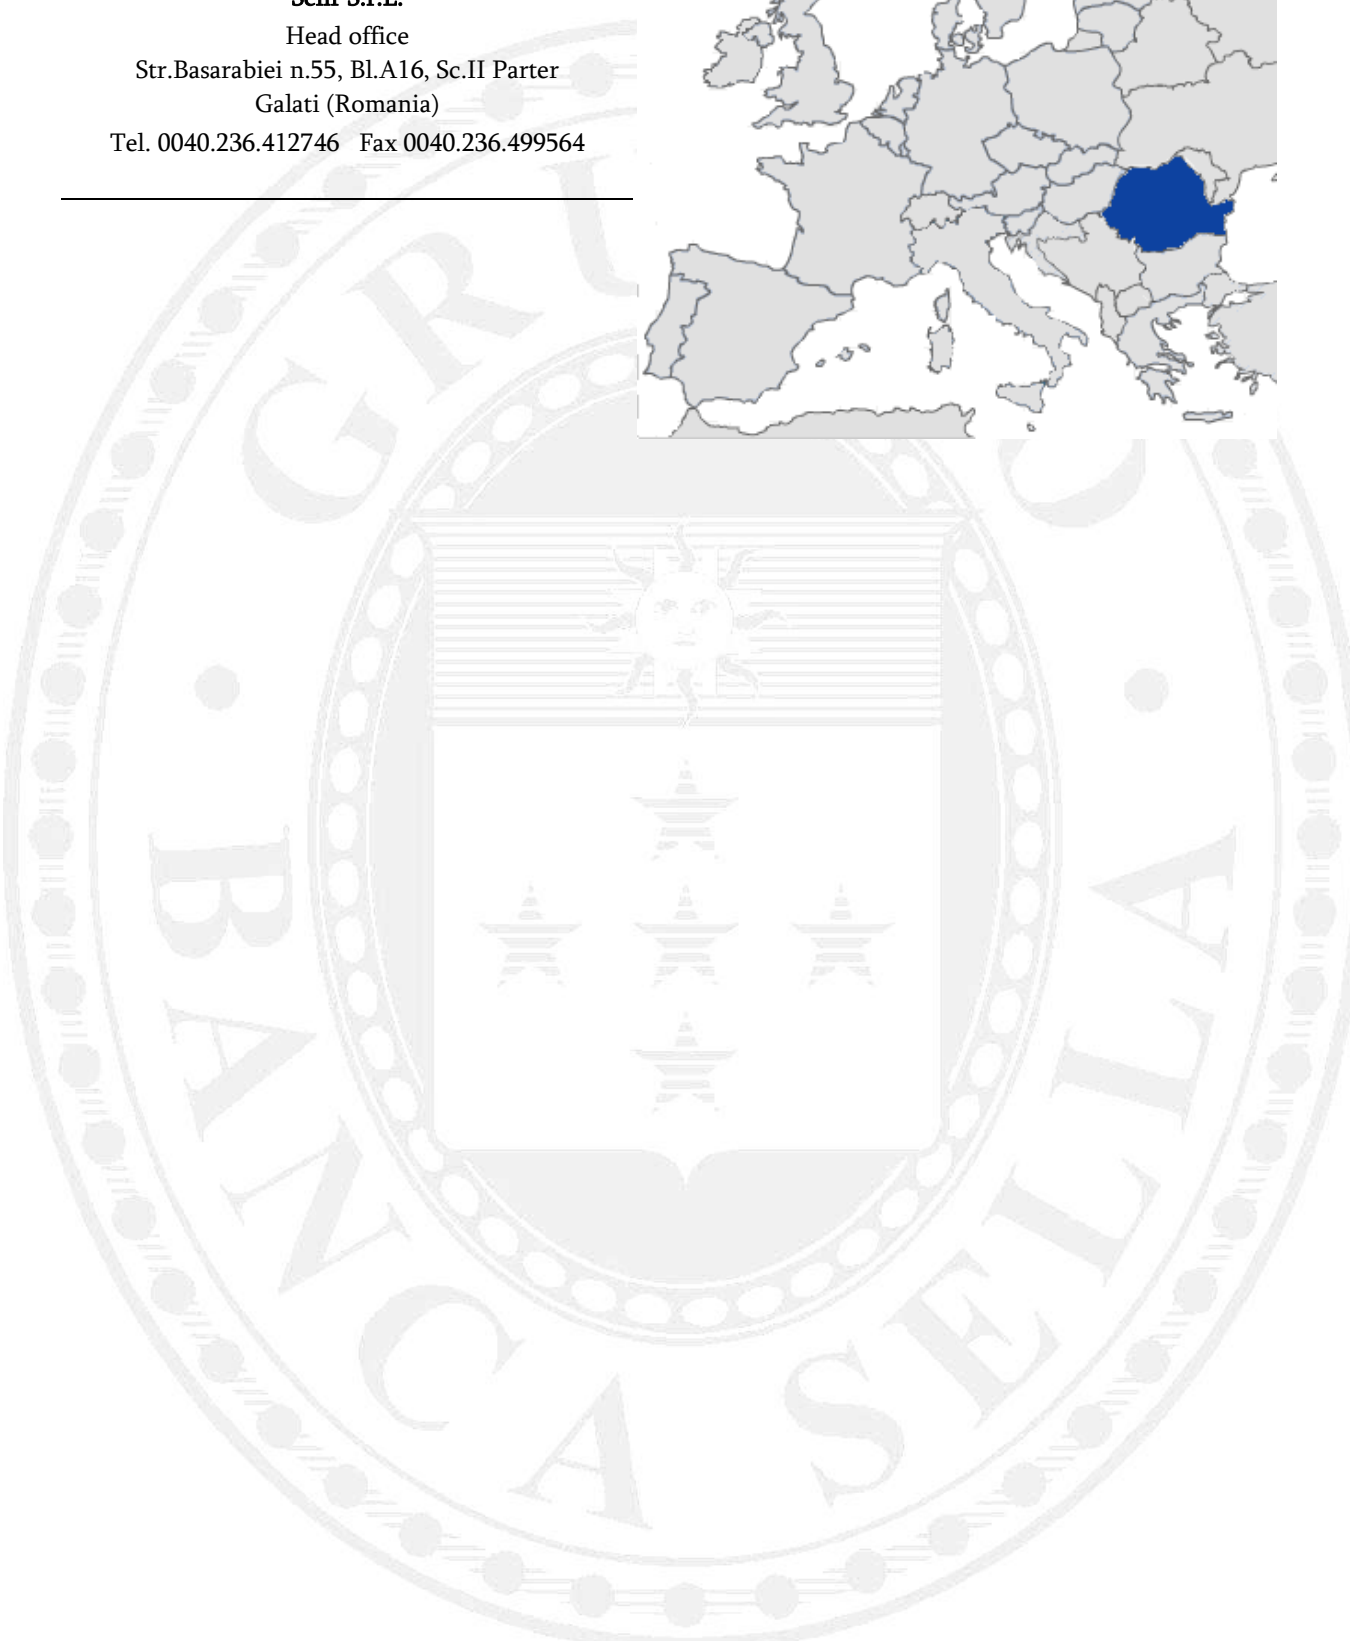 S.r.L.
Head office
Str.Basarabiei n.55, Bl.A16, Sc.II Parter
Galati (Romania)
Tel. 0040.236.412746 Fax 0040.236.499564
GRU
BANCA SELLA